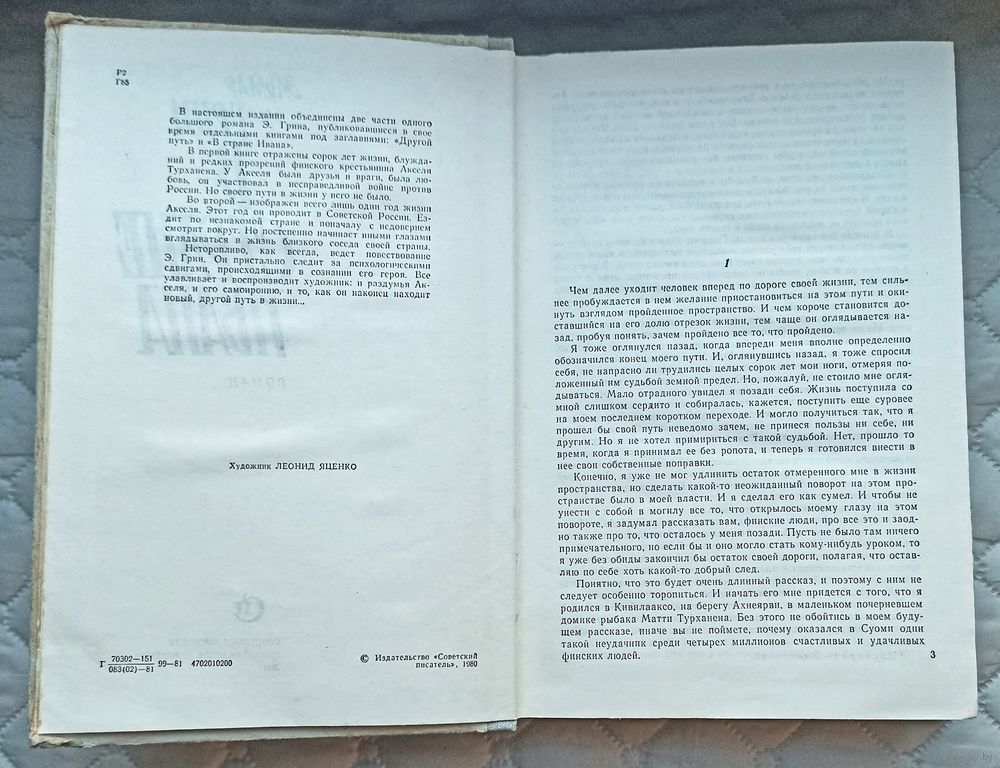 Р2
Г85
В настоящем издании объединены две части одного
большого романа Э. Грина, публиковавшиеся в свое
время отдельными книгами под заглавиями: «Другой
путь» и «В стране Ивана».
В первой книге отражены сорок лет жизни, блужда-
ний и редких прозрений финского крестьянина Акселя
Турханена. У Акселя были друзья и враги, была лю-
бовь, он участвовал в несправедливой войне против
России. Но своего пути в жизни у него не было.
Во второй — изображен всего лишь один год жизни
Акселя. Этот год он проводит в Советской России. Ез-
дит по незнакомой стране и поначалу с недоверием
смотрит вокруг. Но постепенно начинает иными глазами
вглядываться в жизнь близкого соседа своей страны.
Неторопливо, как всегда, ведет повествование
Э. Грин. Он пристально следит за психологическими
сдвигами, происходящими в сознании его героя. Все
улавливает и воспроизводит художник: и раздумья Ак-
селя, и его самоиронию, и то, как он наконец находит
новый, другой путь в жизни...
Художник ЛЕОНИД ЯЦЕНКО
Г 70302—151
083(02)—81 99—81 4702010200
© Издательство «Советский
писатель», 1980
1
Чем далее уходит человек вперед по дороге своей жизни, тем силь-
нее пробуждается в нем желание приостановиться на этом пути и оки-
нуть взглядом пройденное пространство. И чем короче становится до-
ставшийся на его долю отрезок жизни, тем чаще он оглядывается на-
зад, пробуя понять, зачем пройдено все то, что пройдено.
Я тоже оглянулся назад, когда впереди меня вполне определенно
обозначился конец моего пути. И, оглянувшись назад, я тоже спросил
себя, не напрасно ли трудились целых сорок лет мои ноги, отмеряя по-
ложенный им судьбой земной предел. Но, пожалуй, не стоило мне огля-
дываться. Мало отрадного увидел я позади себя. Жизнь поступила со
мной слишком сердито и собиралась, кажется, поступить еще суровее
на моем последнем коротком переходе. И могло получиться так, что я
прошел бы свой путь неведомо зачем, не принеся пользы ни себе, ни
другим. Но я не хотел примириться с такой судьбой. Нет, прошло то
время, когда я принимал ее без ропота, и теперь я готовился внести в
нее свои собственные поправки.
Конечно, я уже не мог удлинить остаток отмеренного мне в жизни
пространства, но сделать какой-то неожиданный поворот на этом про-
странстве было в моей власти. И я сделал его как сумел. И чтобы не
унести с собой в могилу все то, что открылось моему глазу на этом
повороте, я задумал рассказать вам, финские люди, про все это и заод-
но также про то, что осталось у меня позади. Пусть не было там ничего
примечательного, но если бы и оно могло стать кому-нибудь уроком, то
я уже без обиды закончил бы остаток своей дороги, полагая, что остав-
ляю по себе хоть какой-то добрый след.
Понятно, что это будет очень длинный рассказ, и поэтому с ним не
следует особенно торопиться. И начать его мне придется с того, что я
родился в Кивилааксо, на берегу Ахнеярви, в маленьком почерневшем
домике рыбака Матти Турханена. Без этого не обойтись в моем буду-
щем рассказе, иначе вы не поймете, почему оказался в Суоми один
такой неудачник среди четырех миллионов счастливых и удачливых
финских людей.
3